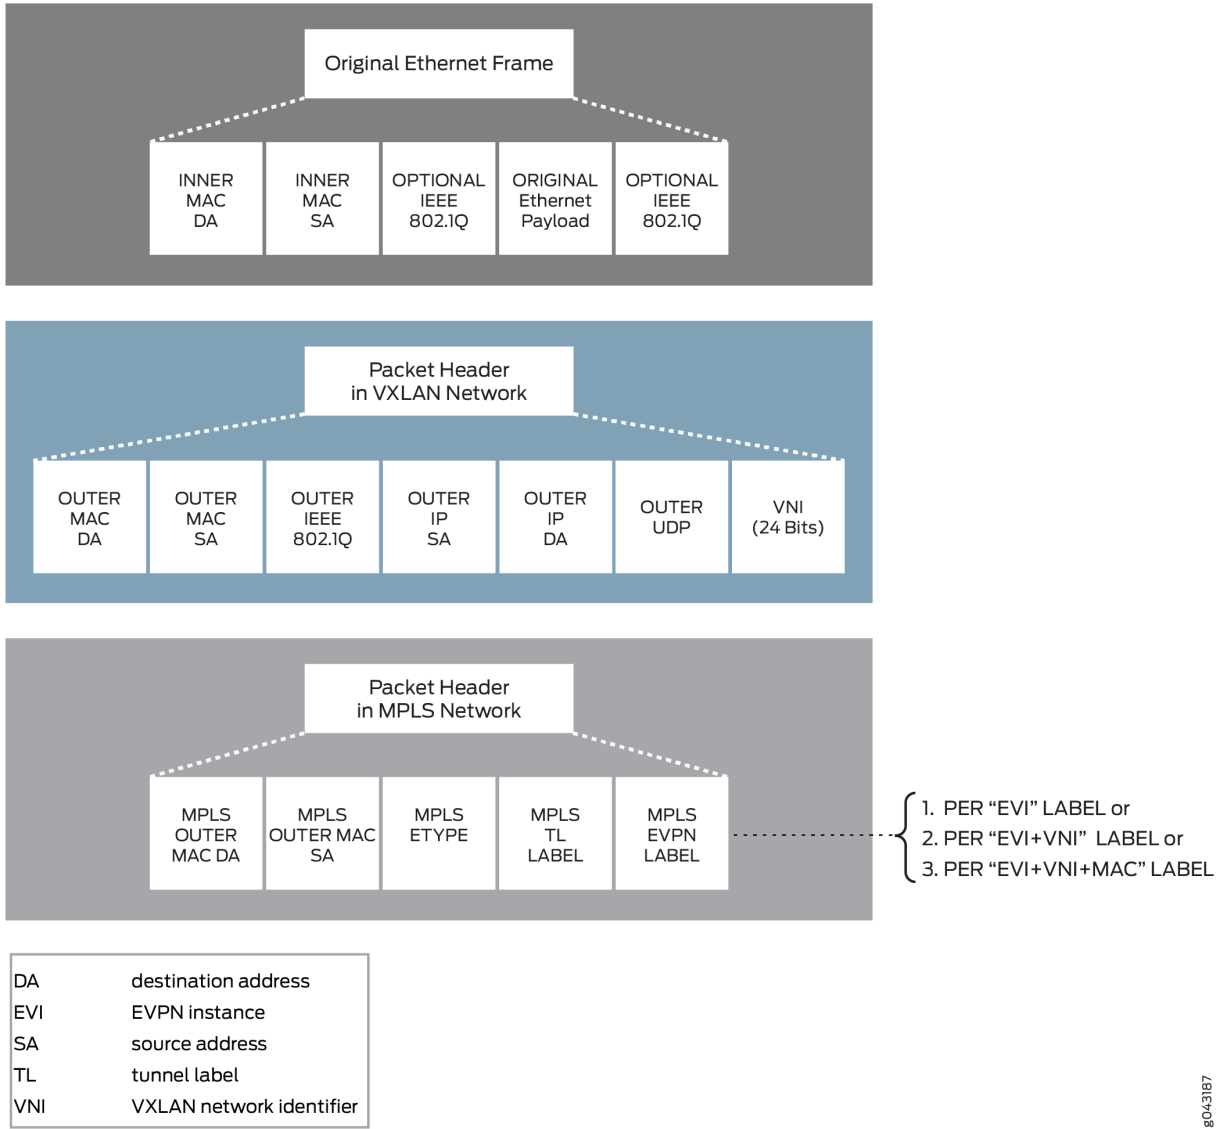 Original Ethernet Frame
INNER
MAC
DA
INNER
MAC
SA
OPTIONAL
IEEE
802.1Q
ORIGINAL
Ethernet
Payload
OPTIONAL
IEEE
802.1Q
Packet Header
in VXLAN Network
OUTER
MAC
DA
OUTER
MAC
SA
OUTER
IEEE
802.1Q
OUTER
IP
SA
OUTER
IP
DA
OUTER
UDP
VNI
(24 Bits)
Packet Header
in MPLS Network
MPLS
OUTER
MAC DA
MPLS
OUTER MAC
SA
MPLS
ETYPE
MPLS
TL
LABEL
MPLS
EVPN
LABEL
1. PER “EVI” LABEL or
2. PER “EVI+VNI” LABEL or
3. PER “EVI+VNI+MAC” LABEL
DA destination address
EVI EVPN instance
SA source address
TL tunnel label
VNI VXLAN network identifier
g043187